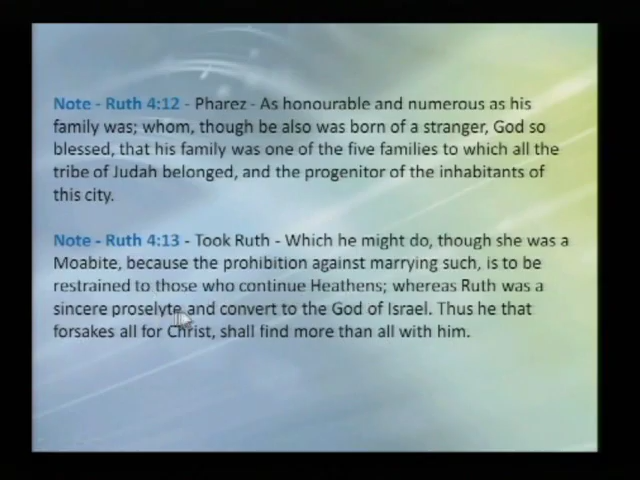 Note - Ruth 4:12 - Pharez - As honourable and numerous as his
family was; whom, though be also was born of a stranger, God so
blessed, that his family was one of the five families to which all the
tribe of Judah belonged, and the progenitor of the inhabitants of
this city.
Note - Ruth 4:13 - Took Ruth - Which he might do, though she was a
Moabite, because the prohibition against marrying such, is to be
restrained to those who continue Heathens; whereas Ruth was a
sincere proselyte and convert to the God of Israel. Thus he that
forsakes all for Christ, shall find more than all with him.